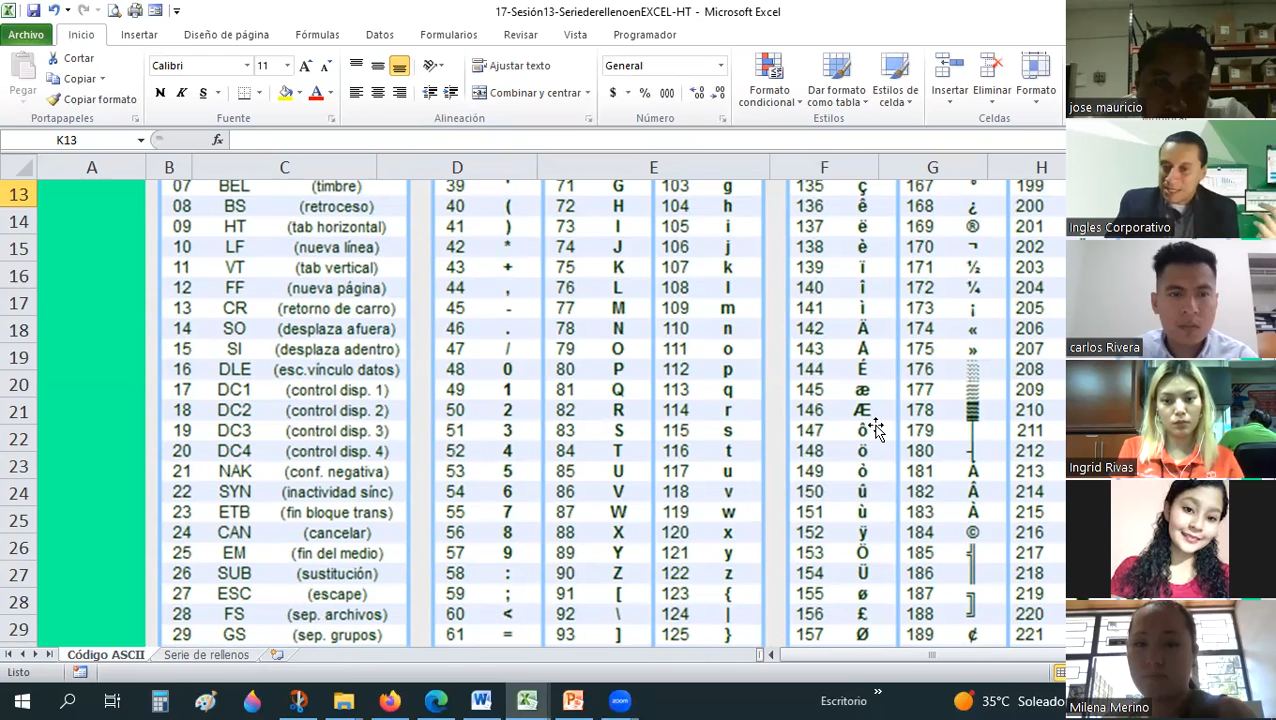 17-Sesión13-SeriederellenoenEXCEL-HT - Microsoft Excel
Archivo Inicio Insertar Diseño de página Fórmulas Datos Formularios Revisar Vista Programador
Pegar
Cortar
Copiar
Copiar formato
Portapapeles
Calibri 11
N K S
Fuente
Ajustar texto
Combinar y centrar
Alineación
General
$ % 000
Número
Formato condicional
Dar formato como tabla
Estilos de celda
Estilos
Insertar Eliminar Formato
Celdas
K13 fx
A B C D E F G H
13 07 BEL (timbre) 39 71 G 103 g 135 ç 167 º 199
14 08 BS (retroceso) 40 ( 72 H 104 h 136 ê 168 ¿ 200
09 HT (tab horizontal) 41 ) 73 I 105 i 137 ë 169 ® 201
15 10 LF (nueva línea) 42 * 74 J 106 j 138 è 170 ¬ 202
16 11 VT (tab vertical) 43 + 75 K 107 k 139 ï 171 ½ 203
12 FF (nueva página) 44 , 76 L 108 l 140 î 172 ¼ 204
17 13 CR (retorno de carro) 45 - 77 M 109 m 141 ì 173 ¡ 205
18 14 SO (desplaza afuera) 46 . 78 N 110 n 142 Ä 174 « 206
19 15 SI (desplaza adentro) 47 / 79 O 111 o 143 Å 175 » 207
20 16 DLE (esc.vínculo datos) 48 0 80 P 112 p 144 É 176 ░ 208
17 DC1 (control disp. 1) 49 1 81 Q 113 q 145 æ 177 ▒ 209
21 18 DC2 (control disp. 2) 50 2 82 R 114 r 146 Æ 178 ▓ 210
22 19 DC3 (control disp. 3) 51 3 83 S 115 s 147 ô 179 │ 211
20 DC4 (control disp. 4) 52 4 84 T 116 t 148 ö 180 ┤ 212
23 21 NAK (conf. negativa) 53 5 85 U 117 u 149 ò 181 Á 213
24 22 SYN (inactividad sínc) 54 6 86 V 118 v 150 û 182 Â 214
25 23 ETB (fin bloque trans) 55 7 87 W 119 w 151 ù 183 À 215
24 CAN (cancelar) 56 8 88 X 120 x 152 ÿ 184 © 216
26 25 EM (fin del medio) 57 9 89 Y 121 y 153 Ö 185 ╣ 217
27 26 SUB (sustitución) 58 : 90 Z 122 z 154 Ü 186 ║ 218
28 27 ESC (escape) 59 ; 91 [ 123 { 155 ø 187 ╗ 219
28 FS (sep. archivos) 60 < 92 \ 124 | 156 £ 188 ╝ 220
29 29 GS (sep. grupos) 61 = 93 ] 125 } 157 Ø 189 ¢ 221
Código ASCII Serie de rellenos
Listo
Escritorio » 35°C Soleado
zoom
jose mauricio
Ingles Corporativo
carlos Rivera
Ingrid Rivas
Milena Merino